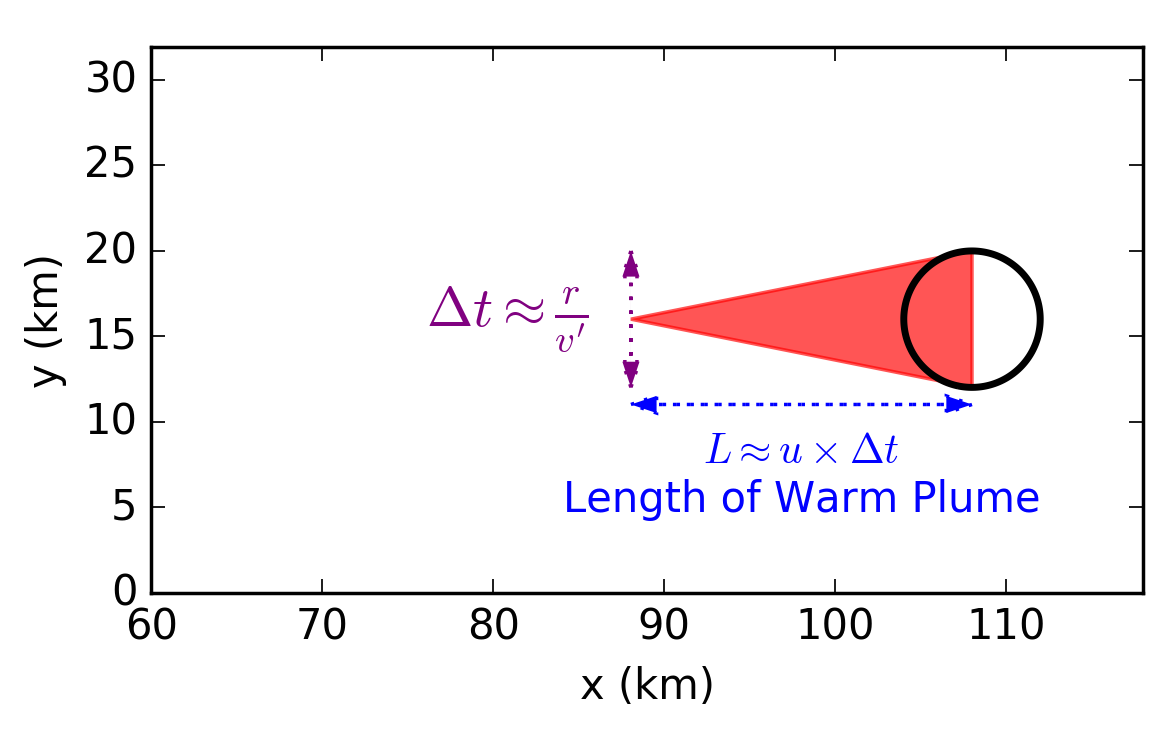 30
25
20
15
10
5
0
y (km)
Δt ≈ r/v′
L ≈ u × Δt
Length of Warm Plume
60 70 80 90 100 110
x (km)